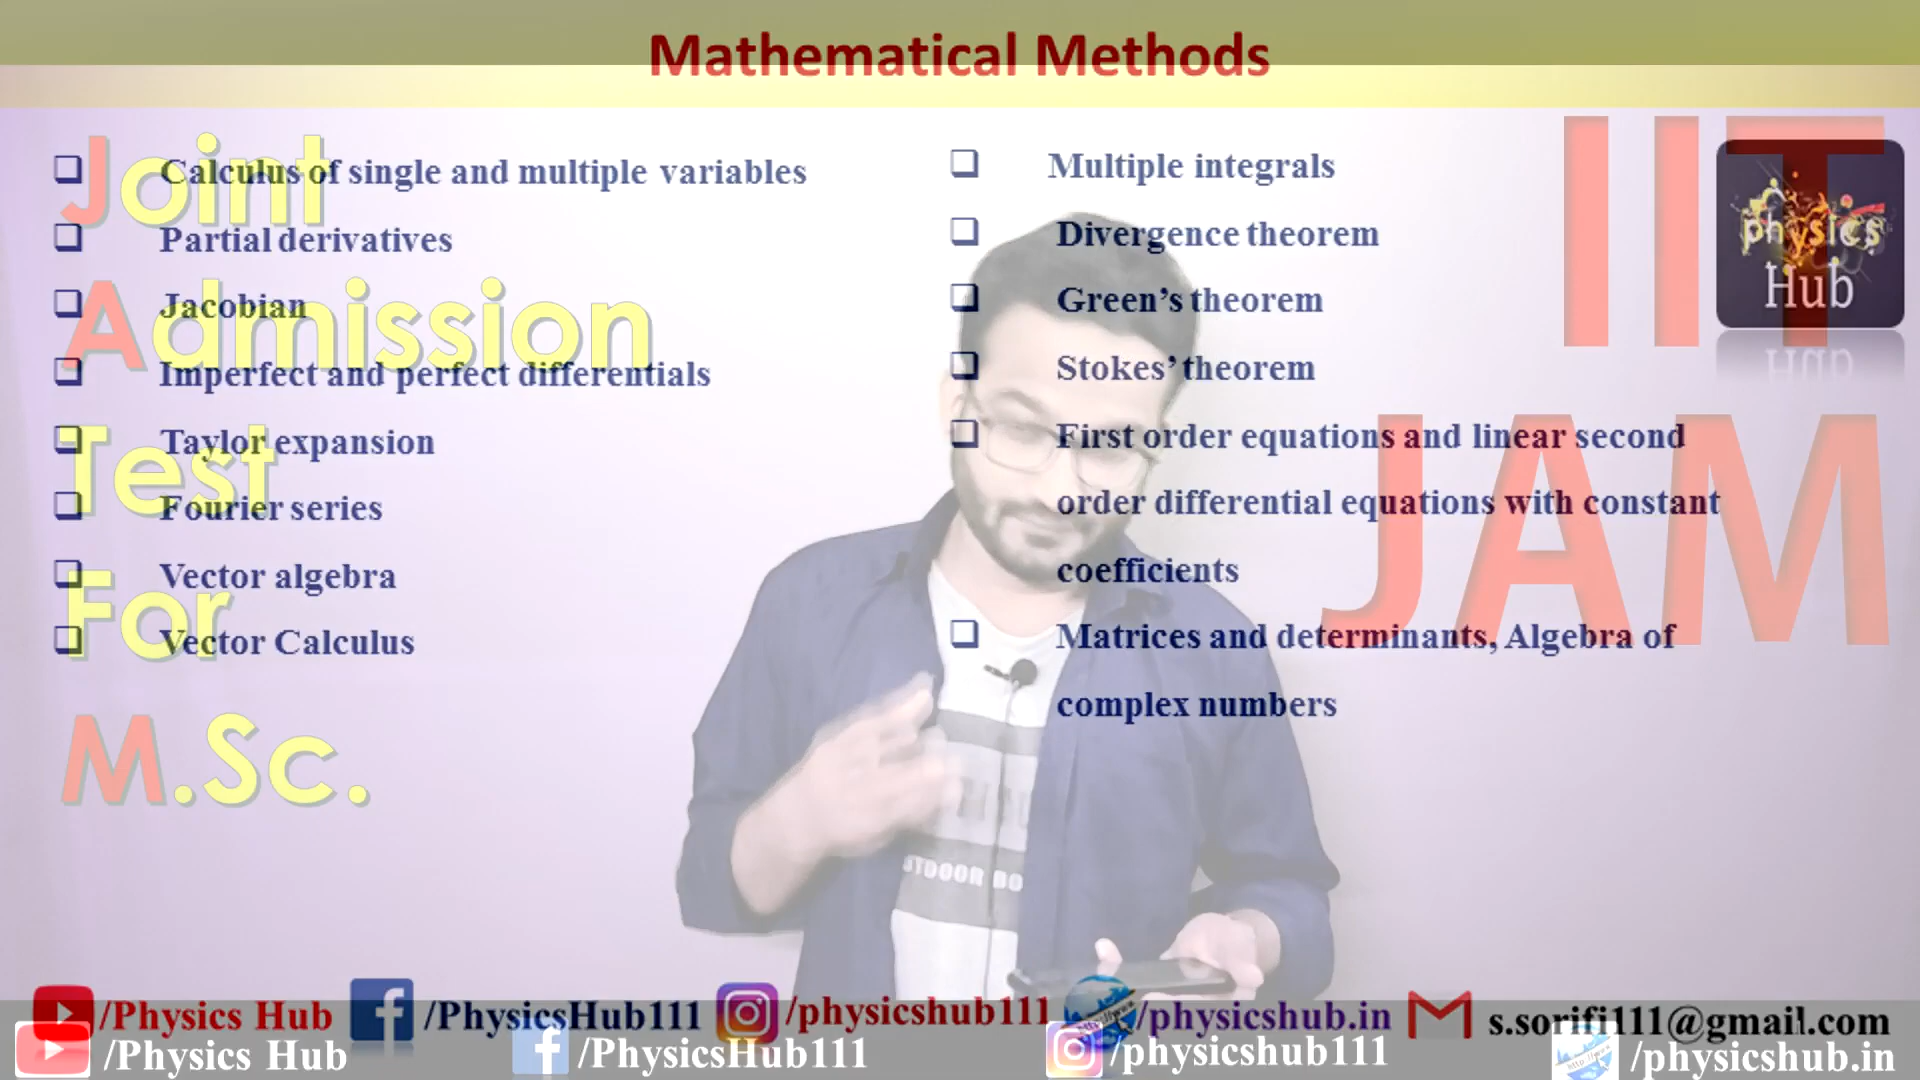 Mathematical Methods
Calculus of single and multiple variables
Partial derivatives
Jacobian
Imperfect and perfect differentials
Taylor expansion
Fourier series
Vector algebra
Vector Calculus
Multiple integrals
Divergence theorem
Green's theorem
Stokes' theorem
First order equations and linear second
order differential equations with constant
coefficients
Matrices and determinants, Algebra of
complex numbers
Joint
Admission
Test
For
M.Sc.
IIT
JAM
physics
Hub
TDOOR BO
/Physics Hub /PhysicsHub111 /physicshub111 /physicshub.in s.sorifi111@gmail.com
/Physics Hub /PhysicsHub111 /physicshub111 /physicshub.in